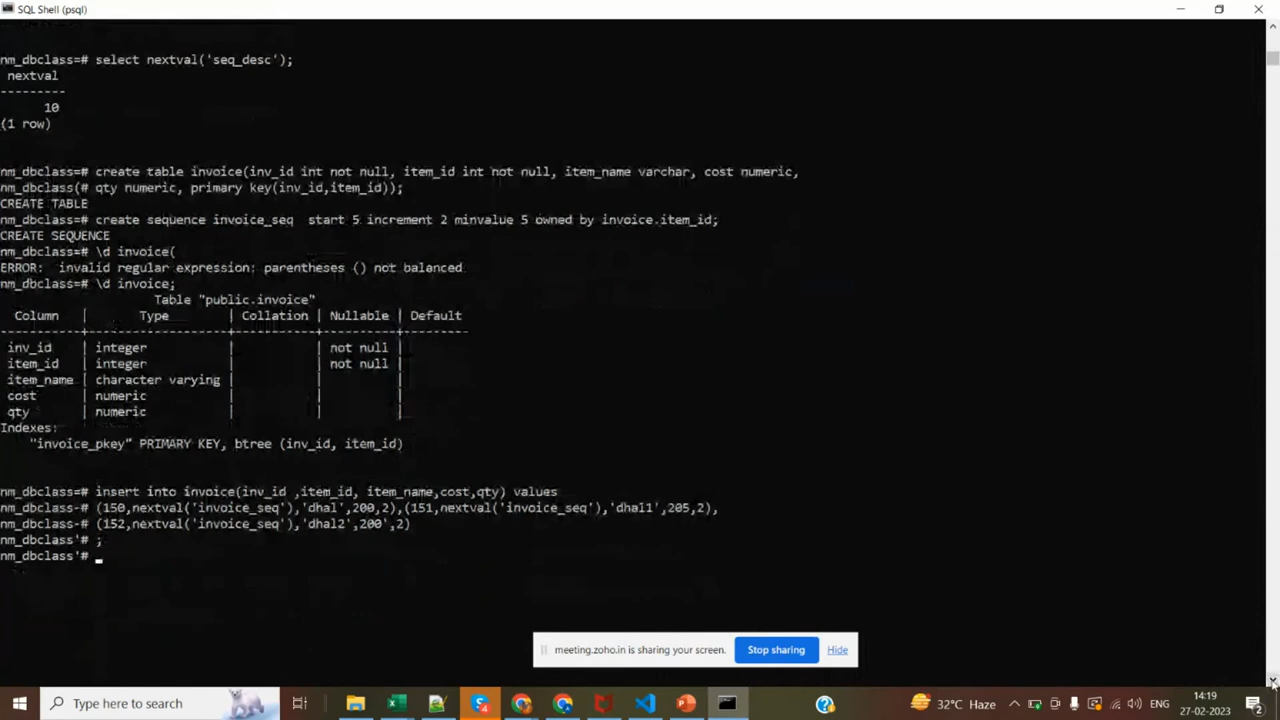 SQL Shell (psql)
nm_dbclass=# select nextval('seq_desc');
nextval
---------
10
(1 row)
nm_dbclass=# create table invoice(inv_id int not null, item_id int not null, item_name varchar, cost numeric,
nm_dbclass(# qty numeric, primary key(inv_id,item_id));
CREATE TABLE
nm_dbclass=# create sequence invoice_seq  start 5 increment 2 minvalue 5 owned by invoice.item_id;
CREATE SEQUENCE
nm_dbclass=# \d invoice(
ERROR:  invalid regular expression: parentheses () not balanced
nm_dbclass=# \d invoice;
Table "public.invoice"
Column | Type | Collation | Nullable | Default
-----------+-------------------+-----------+----------+---------
inv_id | integer | | not null |
item_id | integer | | not null |
item_name | character varying | | |
cost | numeric | | |
qty | numeric | | |
Indexes:
"invoice_pkey" PRIMARY KEY, btree (inv_id, item_id)
nm_dbclass=# insert into invoice(inv_id ,item_id, item_name,cost,qty) values
nm_dbclass-# (150,nextval('invoice_seq'),'dhal',200,2),(151,nextval('invoice_seq'),'dhal1',205,2),
nm_dbclass-# (152,nextval('invoice_seq'),'dhal2',200',2)
nm_dbclass'# ;
nm_dbclass'# _
meeting.zoho.in is sharing your screen. Stop sharing Hide
Type here to search
32°C Haze
ENG
14:19
27-02-2023
2